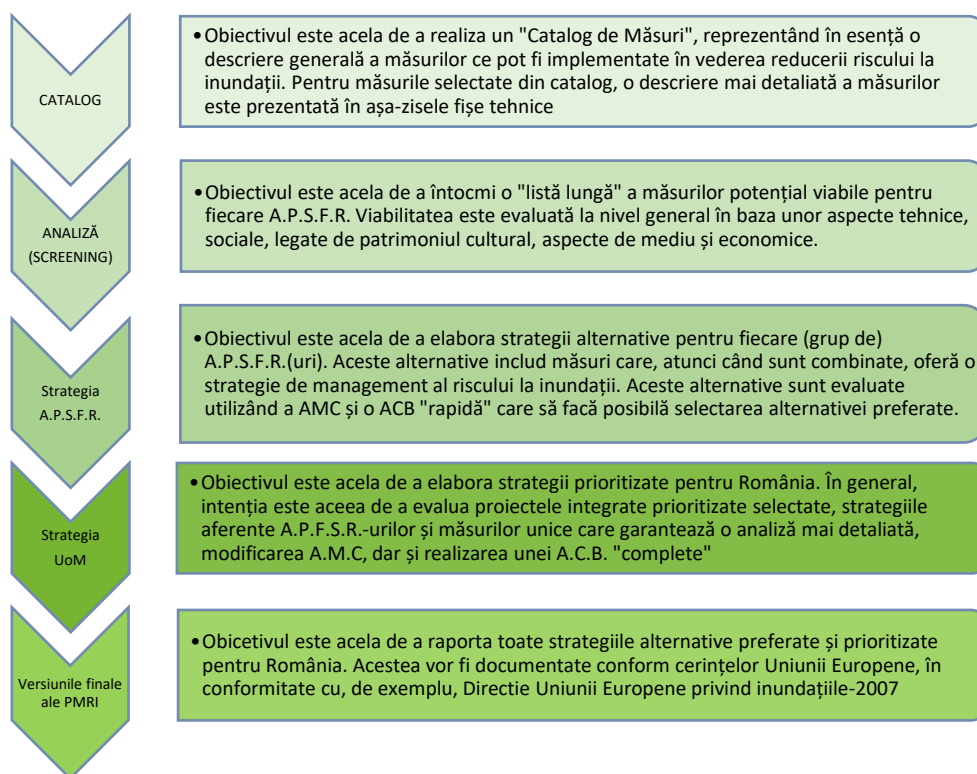 CATALOG
•Obiectivul este acela de a realiza un "Catalog de Măsuri", reprezentând în esență o
descriere generală a măsurilor ce pot fi implementate în vederea reducerii riscului la
inundații. Pentru măsurile selectate din catalog, o descriere mai detaliată a măsurilor
este prezentată în așa-zisele fișe tehnice
ANALIZĂ
(SCREENING)
•Obiectivul este acela de a întocmi o "listă lungă" a măsurilor potențial viabile pentru
fiecare A.P.S.F.R. Viabilitatea este evaluată la nivel general în baza unor aspecte tehnice,
sociale, legate de patrimoniul cultural, aspecte de mediu și economice.
Strategia
A.P.S.F.R.
•Obiectivul este acela de a elabora strategii alternative pentru fiecare (grup de)
A.P.S.F.R.(uri). Aceste alternative includ măsuri care, atunci când sunt combinate, oferă o
strategie de management al riscului la inundații. Aceste alternative sunt evaluate
utilizând a AMC și o ACB "rapidă" care să facă posibilă selectarea alternativei preferate.
Strategia
UoM
•Obiectivul este acela de a elabora strategii prioritizate pentru România. În general,
intenția este aceea de a evalua proiectele integrate prioritizate selectate, strategiile
aferente A.P.F.S.R.-urilor și măsurilor unice care garantează o analiză mai detaliată,
modificarea A.M.C, dar și realizarea unei A.C.B. "complete"
Versiunile finale
ale PMRI
•Obicetivul este acela de a raporta toate strategiile alternative preferate și prioritizate
pentru România. Acestea vor fi documentate conform cerințelor Uniunii Europene, în
conformitate cu, de exemplu, Directie Uniunii Europene privind inundațiile-2007